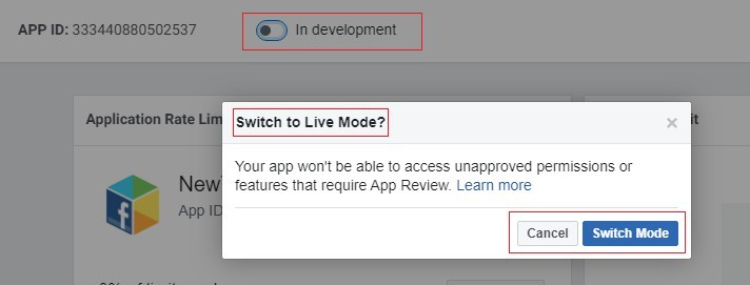 APP ID: 333440880502537 In development
Application Rate Lim
Switch to Live Mode?
Your app won't be able to access unapproved permissions or
features that require App Review. Learn more
App ID
Cancel Switch Mode